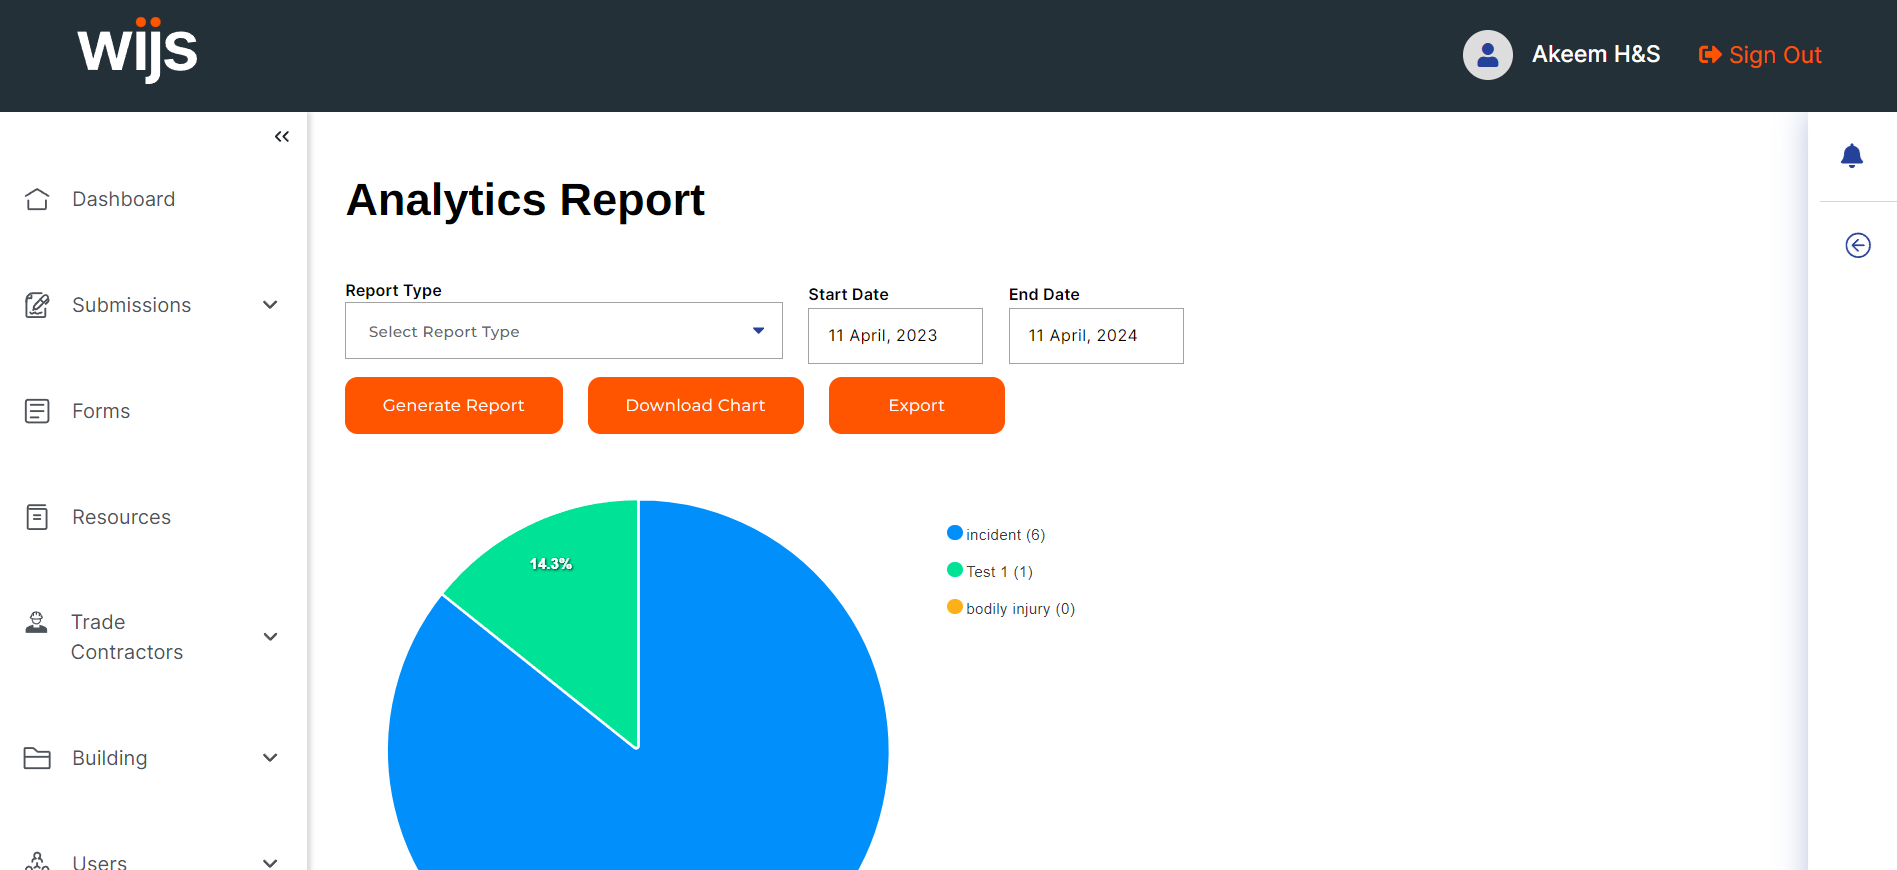 wijs
Akeem H&S
Sign Out
Dashboard
Submissions
Forms
Resources
Trade
Contractors
Building
Users
Analytics Report
Report Type
Select Report Type
Start Date
11 April, 2023
End Date
11 April, 2024
Generate Report
Download Chart
Export
14.3%
incident (6)
Test 1 (1)
bodily injury (0)